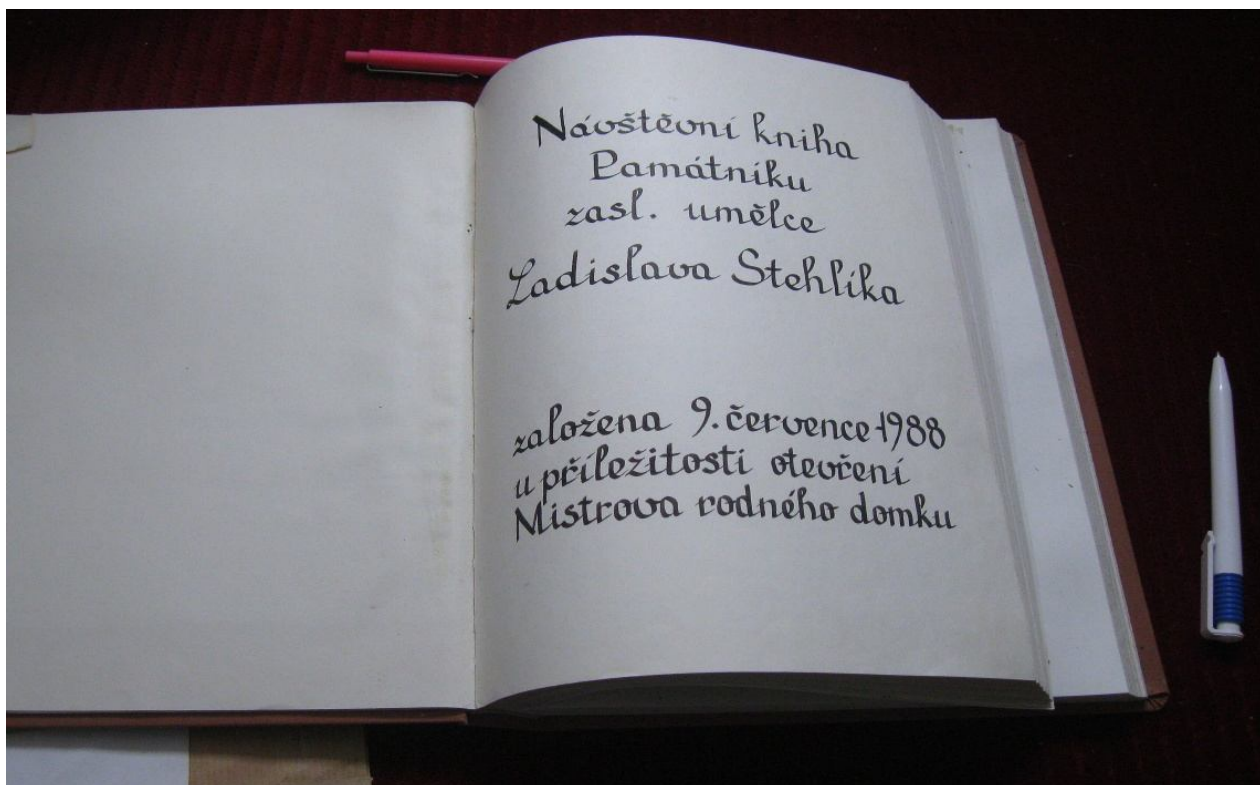 Návštěvní kniha
Památníku
zasl. umělce
Ladislava Stehlíka
založena 9. července 1988
u příležitosti otevření
Mistrova rodného domku